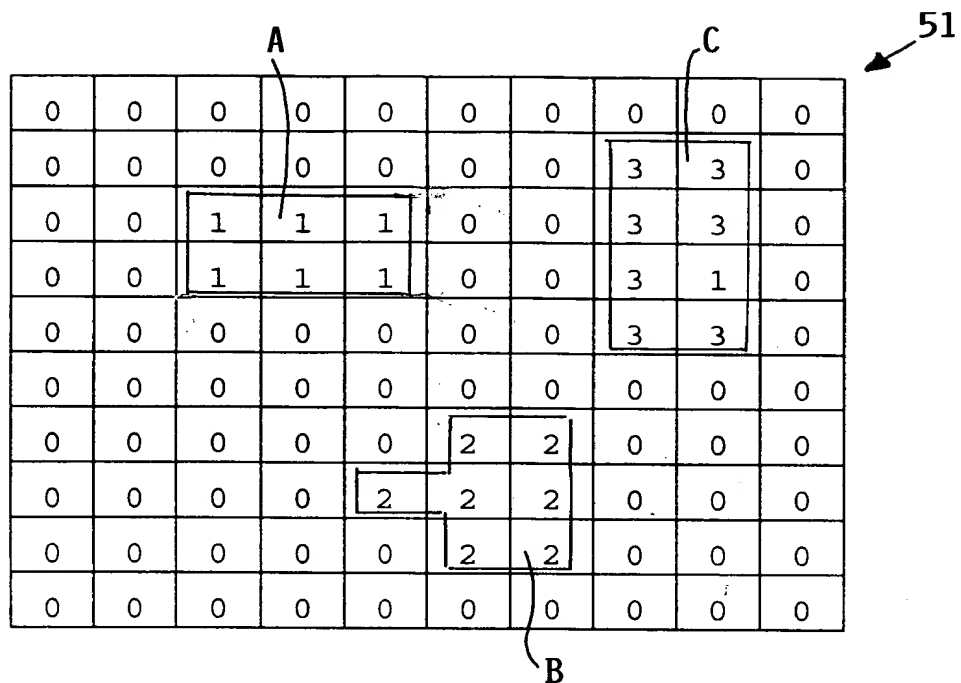 51
A C
0 0 0 0 0 0 0 0 0 0
0 0 0 0 0 0 0 3 3 0
0 0 1 1 1 0 0 3 3 0
0 0 1 1 1 0 0 3 1 0
0 0 0 0 0 0 0 3 3 0
0 0 0 0 0 0 0 0 0 0
0 0 0 0 0 2 2 0 0 0
0 0 0 0 2 2 2 0 0 0
0 0 0 0 0 2 2 0 0 0
0 0 0 0 0 0 0 0 0 0
B